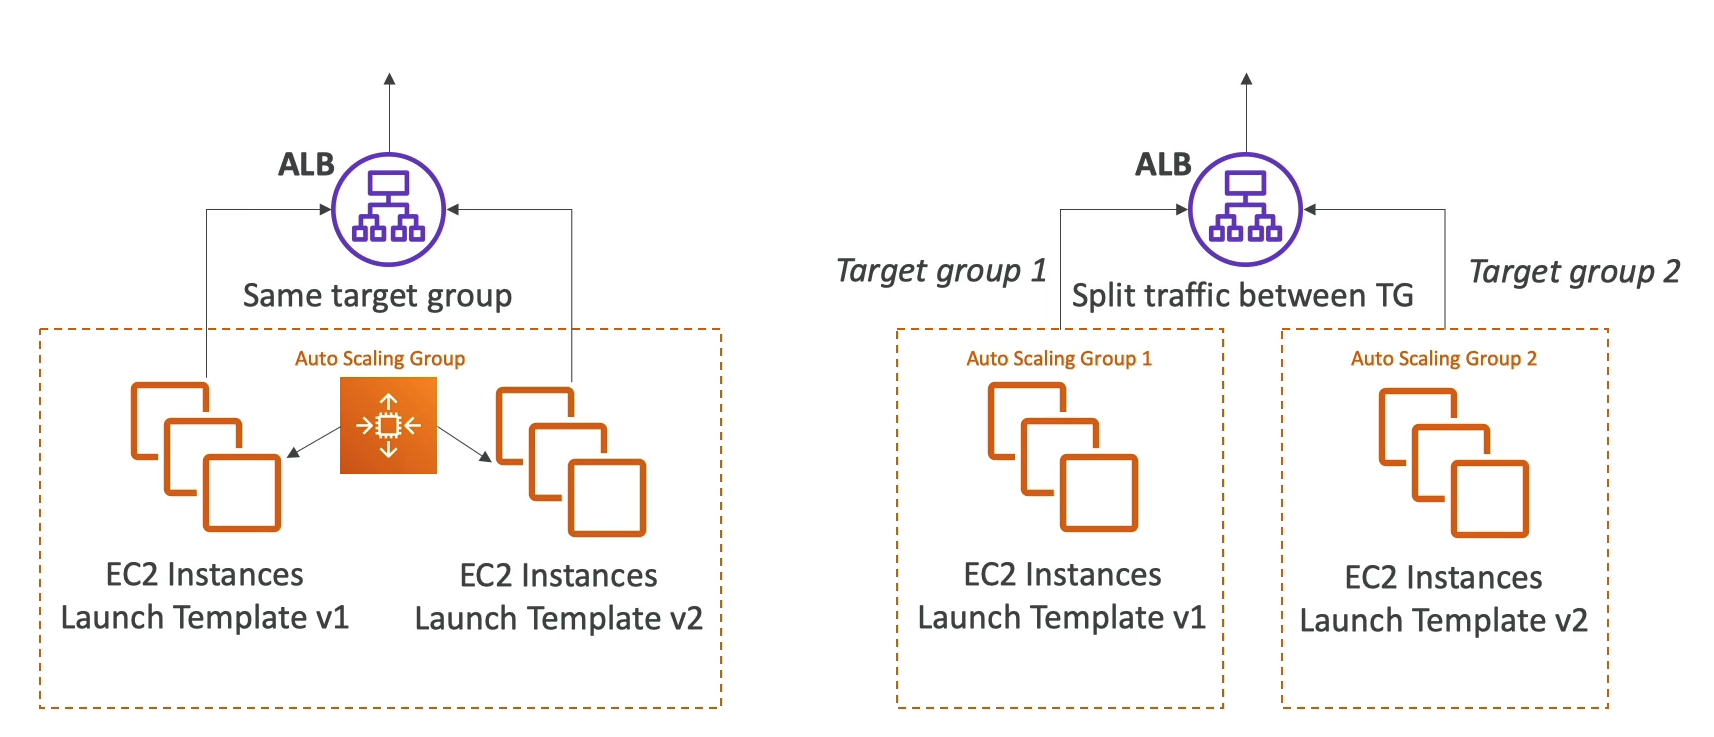 ALB
Same target group
Auto Scaling Group
EC2 Instances
Launch Template v1
EC2 Instances
Launch Template v2
ALB
Target group 1
Split traffic between TG
Target group 2
Auto Scaling Group 1
EC2 Instances
Launch Template v1
Auto Scaling Group 2
EC2 Instances
Launch Template v2